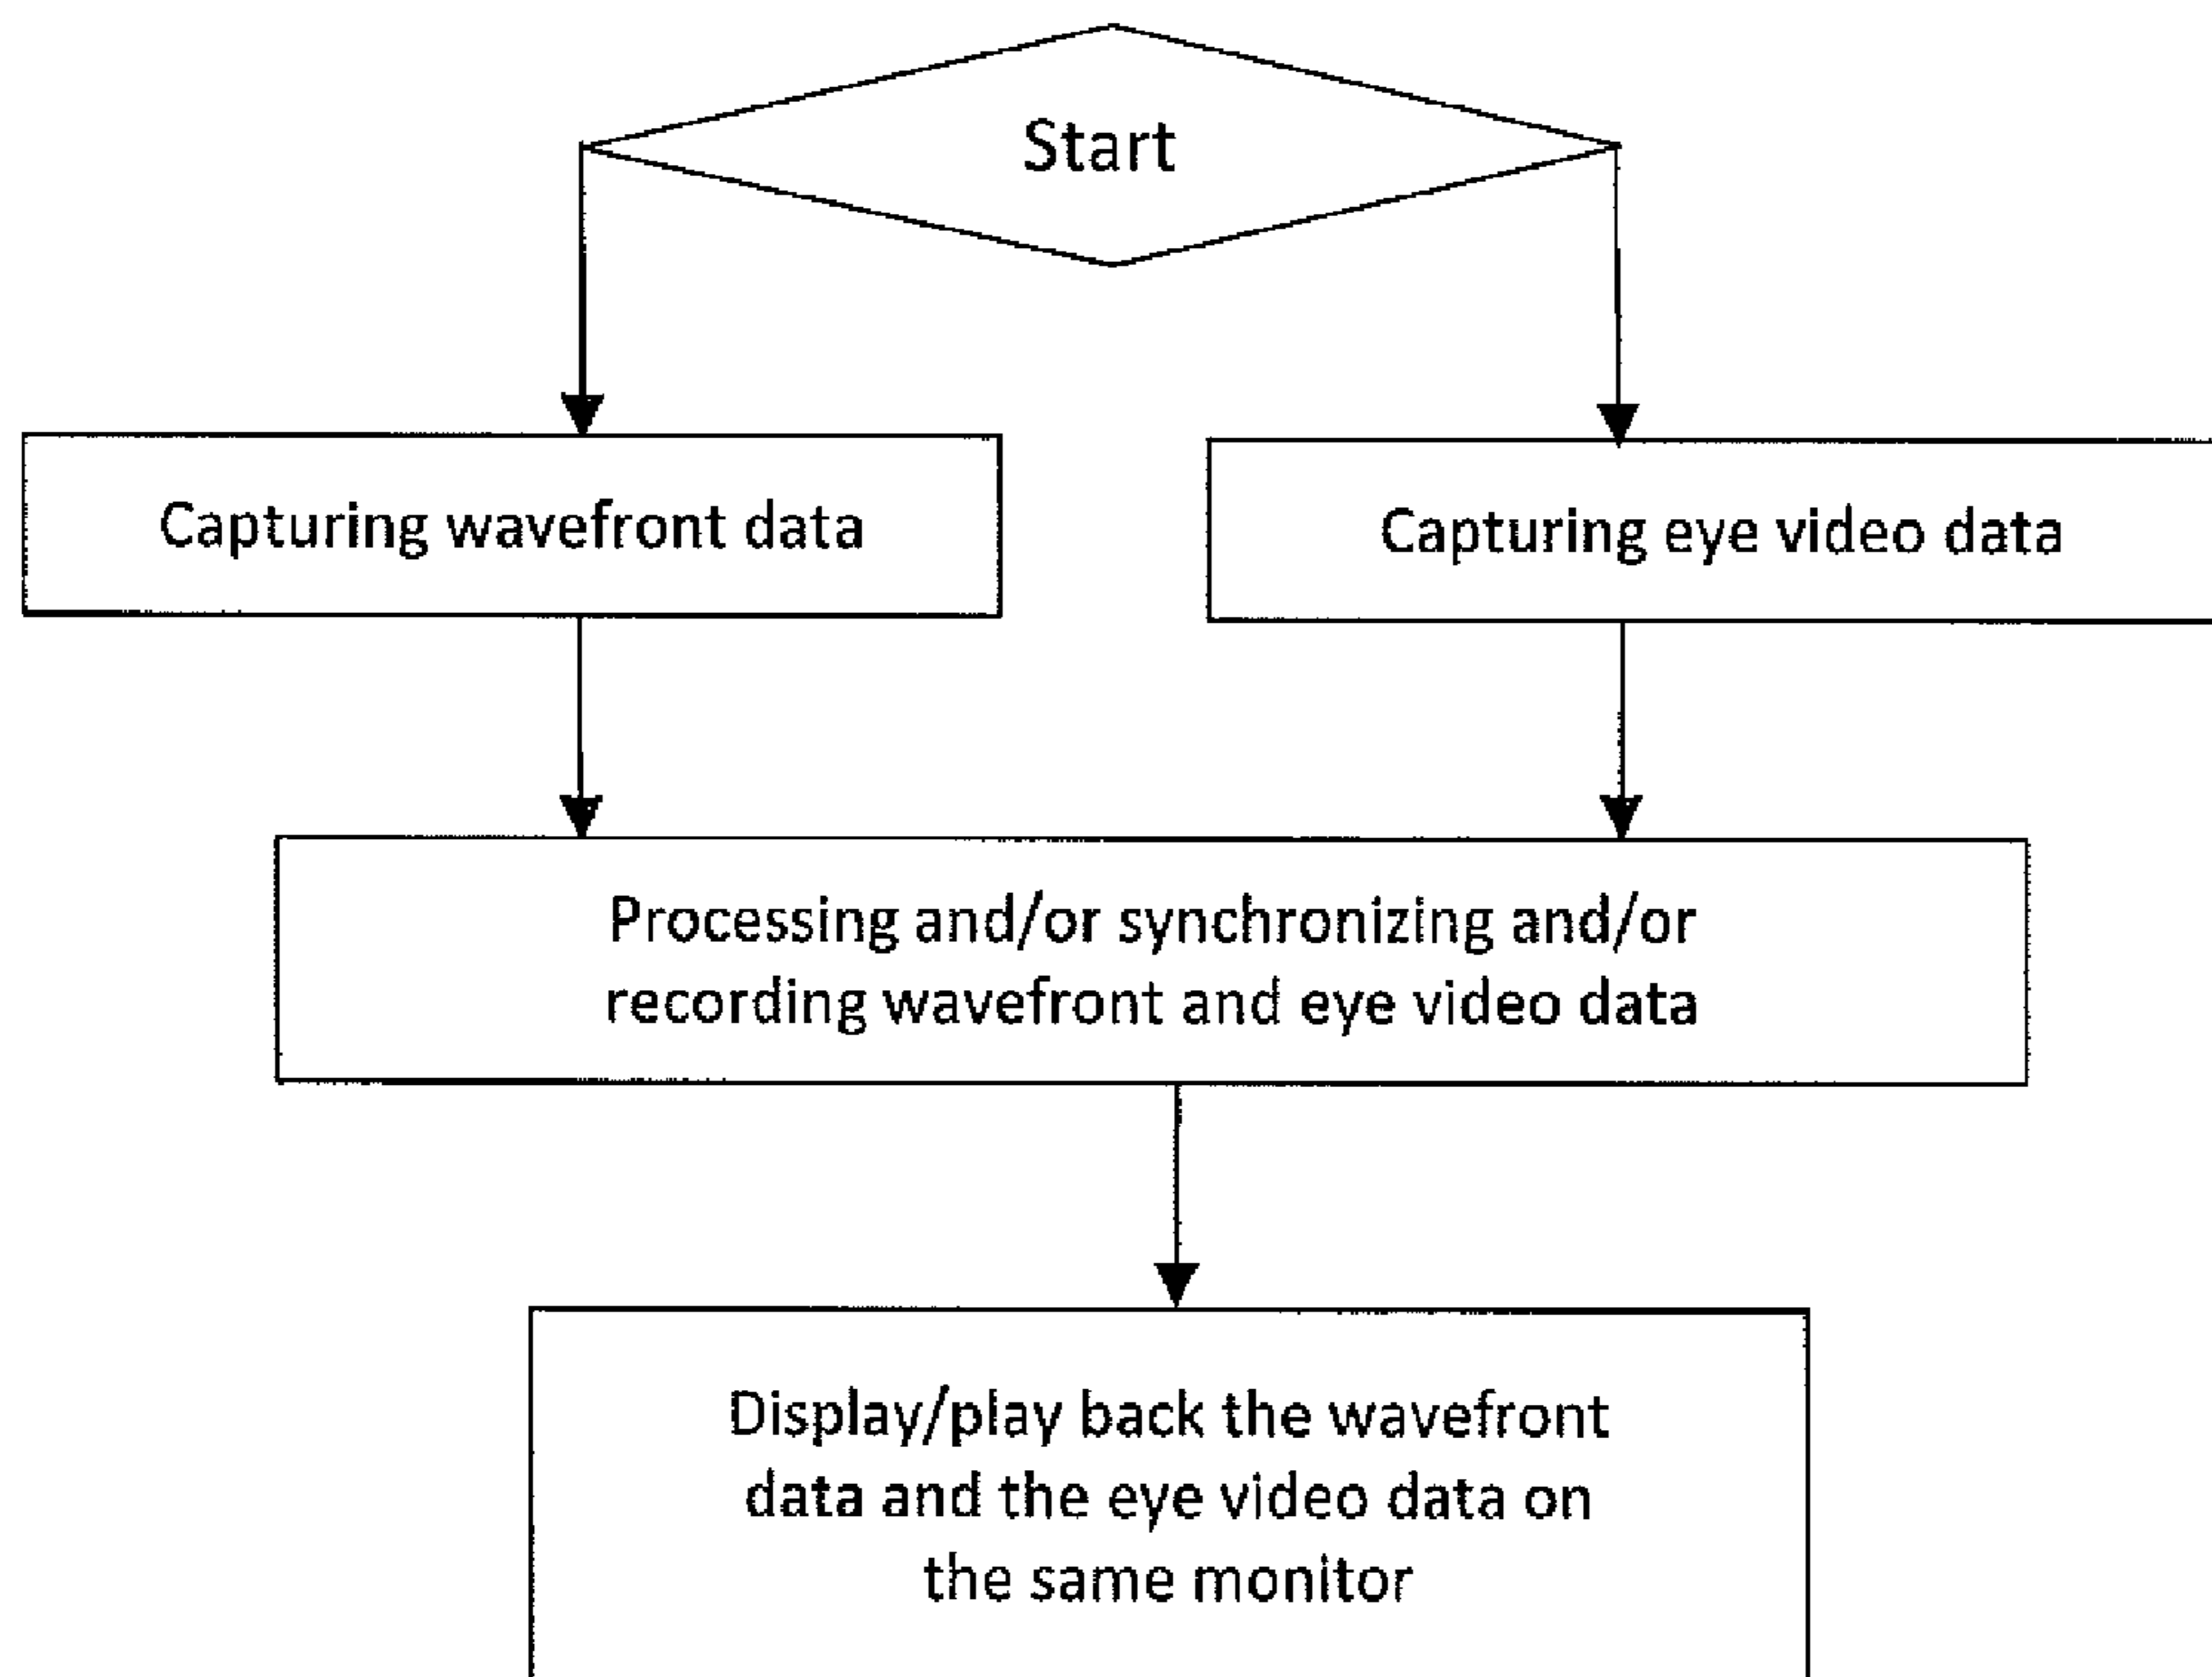 Start
Capturing wavefront data
Capturing eye video data
Processing and/or synchronizing and/or
recording wavefront and eye video data
Display/play back the wavefront
data and the eye video data on
the same monitor